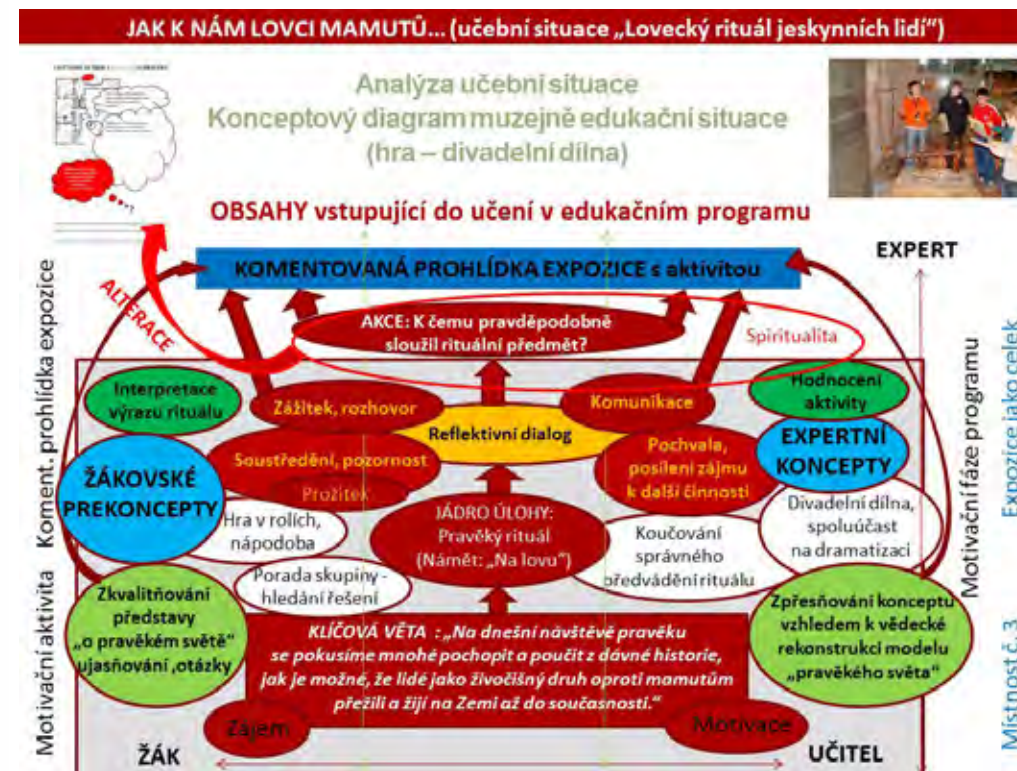 JAK K NÁM LOVCI MAMUTŮ... (učební situace „Lovecký rituál jeskynních lidí“)
Analýza učební situace
Konceptový diagram muzejně edukační situace
(hra – divadelní dílna)
OBSAHY vstupující do učení v edukačním programu
EXPERT
KOMENTOVANÁ PROHLÍDKA EXPOZICE s aktivitou
ALTERACE
AKCE: K čemu pravděpodobně
sloužil rituální předmět?
Spiritualita
Interpretace
výrazu rituálu
Zážitek, rozhovor
Komunikace
Hodnocení
aktivity
Reflektivní dialog
ŽÁKOVSKÉ
PREKONCEPTY
Soustředění, pozornost
Prožitek
Pochvala,
posílení zájmu
k další činnosti
EXPERTNÍ
KONCEPTY
Hra v rolích,
nápodoba
JÁDRO ÚLOHY:
Pravěký rituál
(Námět: „Na lovu“)
Koučování
správného
předvádění rituálu
Divadelní dílna,
spoluúčast
na dramatizaci
Porada skupiny -
hledání řešení
Zkvalitňování
představy
„o pravěkém světě“
ujasňování ,otázky
Zpřesňování konceptu
vzhledem k vědecké
rekonstrukci modelu
„pravěkého světa“
KLÍČOVÁ VĚTA : „Na dnešní návštěvě pravěku
se pokusíme mnohé pochopit a poučit z dávné historie,
jak je možné, že lidé jako živočišný druh oproti mamutům
přežili a žijí na Zemi až do současnosti.“
Zájem
Motivace
ŽÁK
UČITEL
Motivační aktivita
Koment. prohlídka expozice
Motivační fáze programu
Místnost č. 3
Expozice jako celek